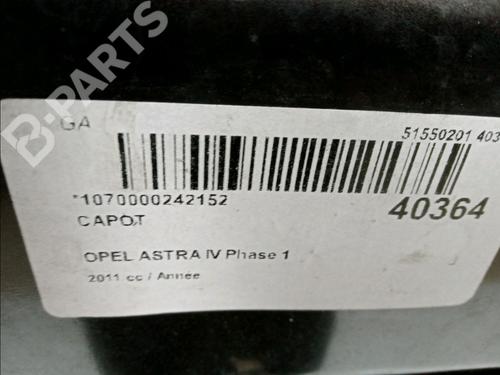 B-PARTS
GA
51550201 403
*1070000242152
40364
CAPOT
OPEL ASTRA IV Phase 1
2011 cc / Année